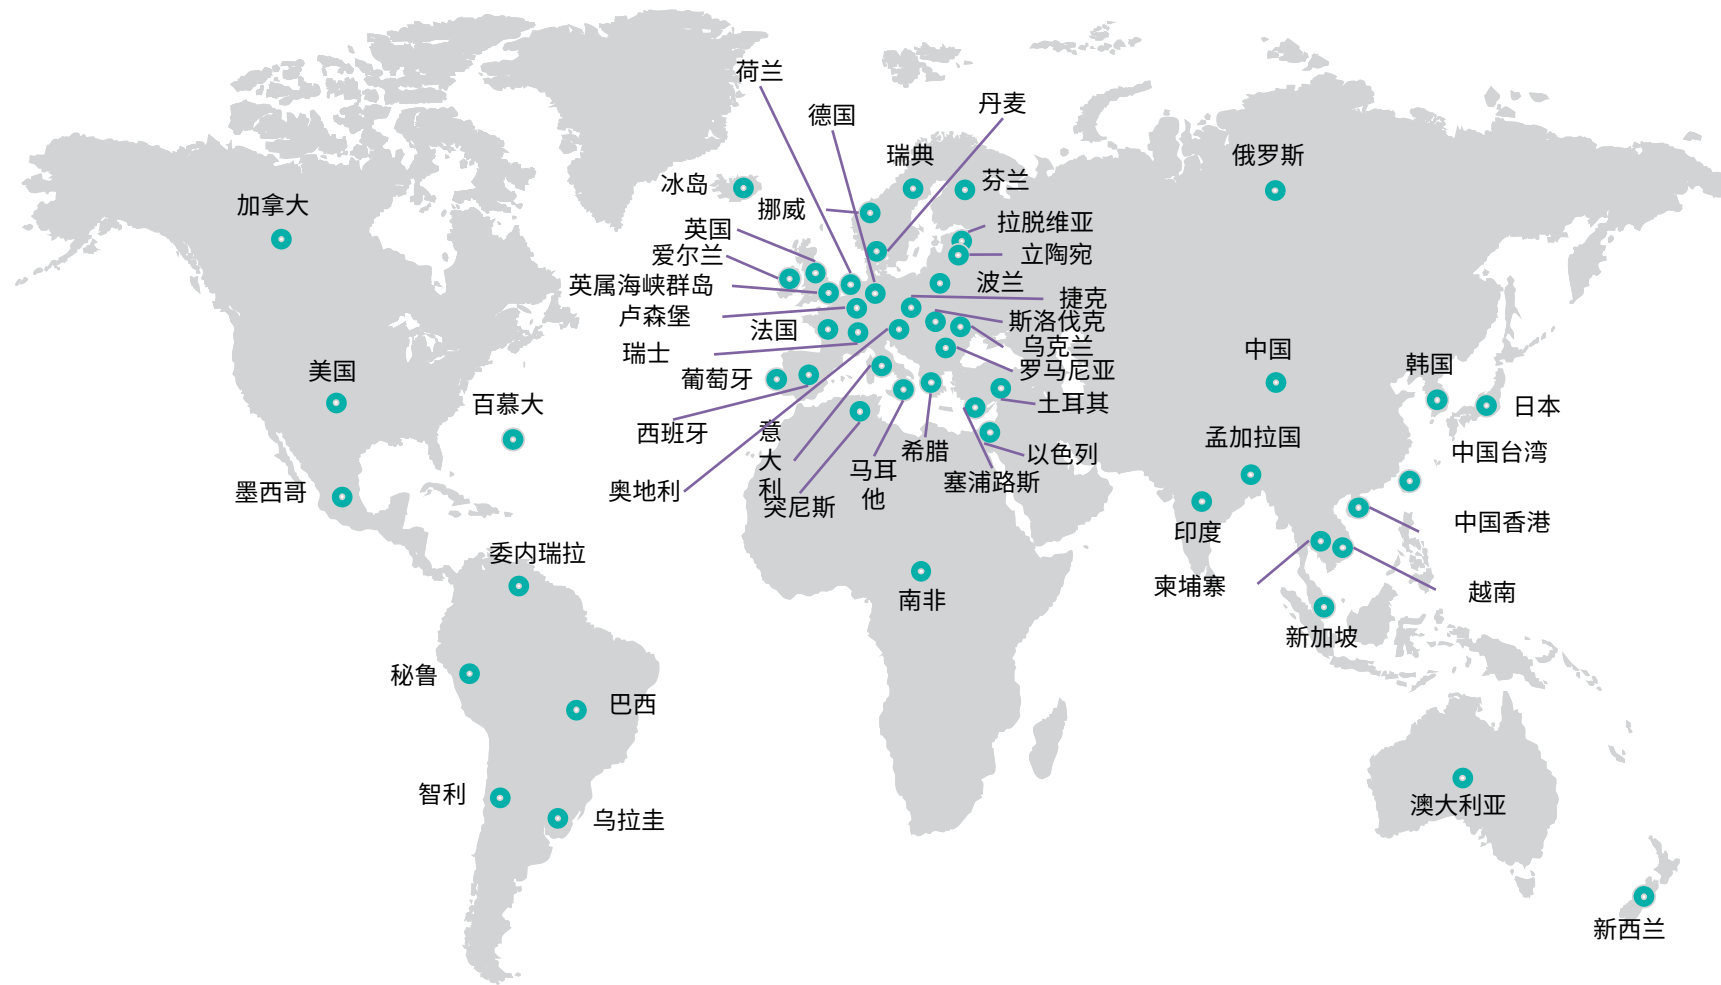 荷兰
丹麦
德国
瑞典
俄罗斯
芬兰
冰岛
加拿大
挪威
拉脱维亚
英国
爱尔兰
立陶宛
波兰
英属海峡群岛
捷克
卢森堡
斯洛伐克
法国
乌克兰
中国
瑞士
韩国
美国
罗马尼亚
葡萄牙
百慕大
土耳其
日本
西班牙
意
大
利
孟加拉国
希腊
中国台湾
以色列
马耳
他
塞浦路斯
奥地利
墨西哥
突尼斯
中国香港
印度
委内瑞拉
柬埔寨
越南
南非
新加坡
秘鲁
巴西
智利
澳大利亚
乌拉圭
新西兰